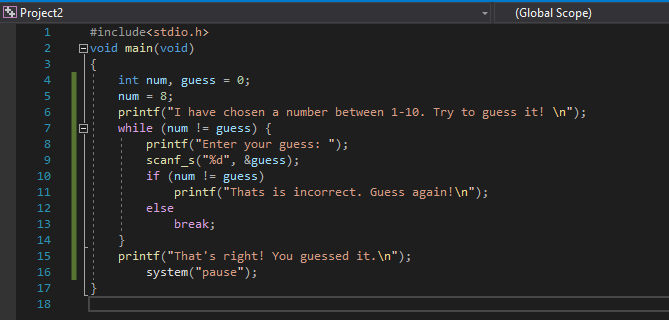 Project2 (Global Scope)
1 #include<stdio.h>
2 void main(void)
3 {
4 int num, guess = 0;
5 num = 8;
6 printf("I have chosen a number between 1-10. Try to guess it! \n");
7 while (num != guess) {
8 printf("Enter your guess: ");
9 scanf_s("%d", &guess);
10 if (num != guess)
11 printf("Thats is incorrect. Guess again!\n");
12 else
13 break;
14 }
15 printf("That's right! You guessed it.\n");
16 system("pause");
17 }
18